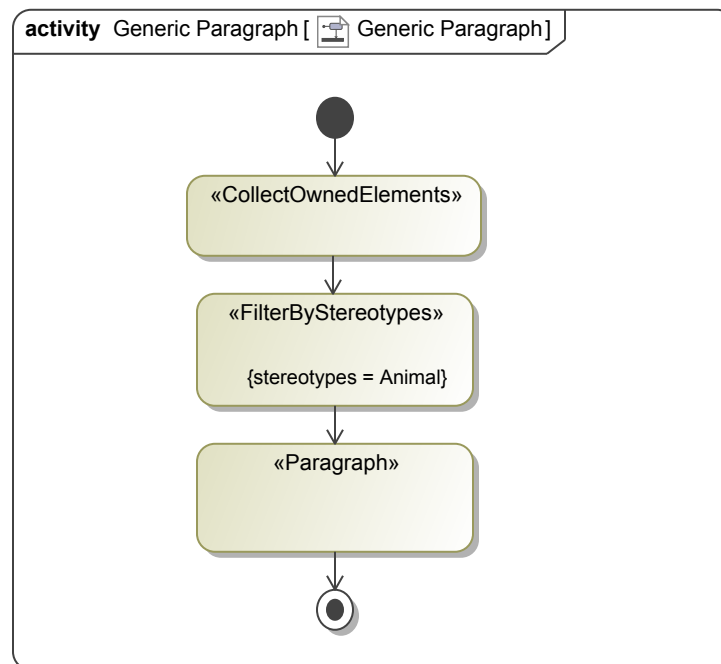 activity Generic Paragraph [ Generic Paragraph ]
«CollectOwnedElements»
«FilterByStereotypes»
{stereotypes = Animal}
«Paragraph»